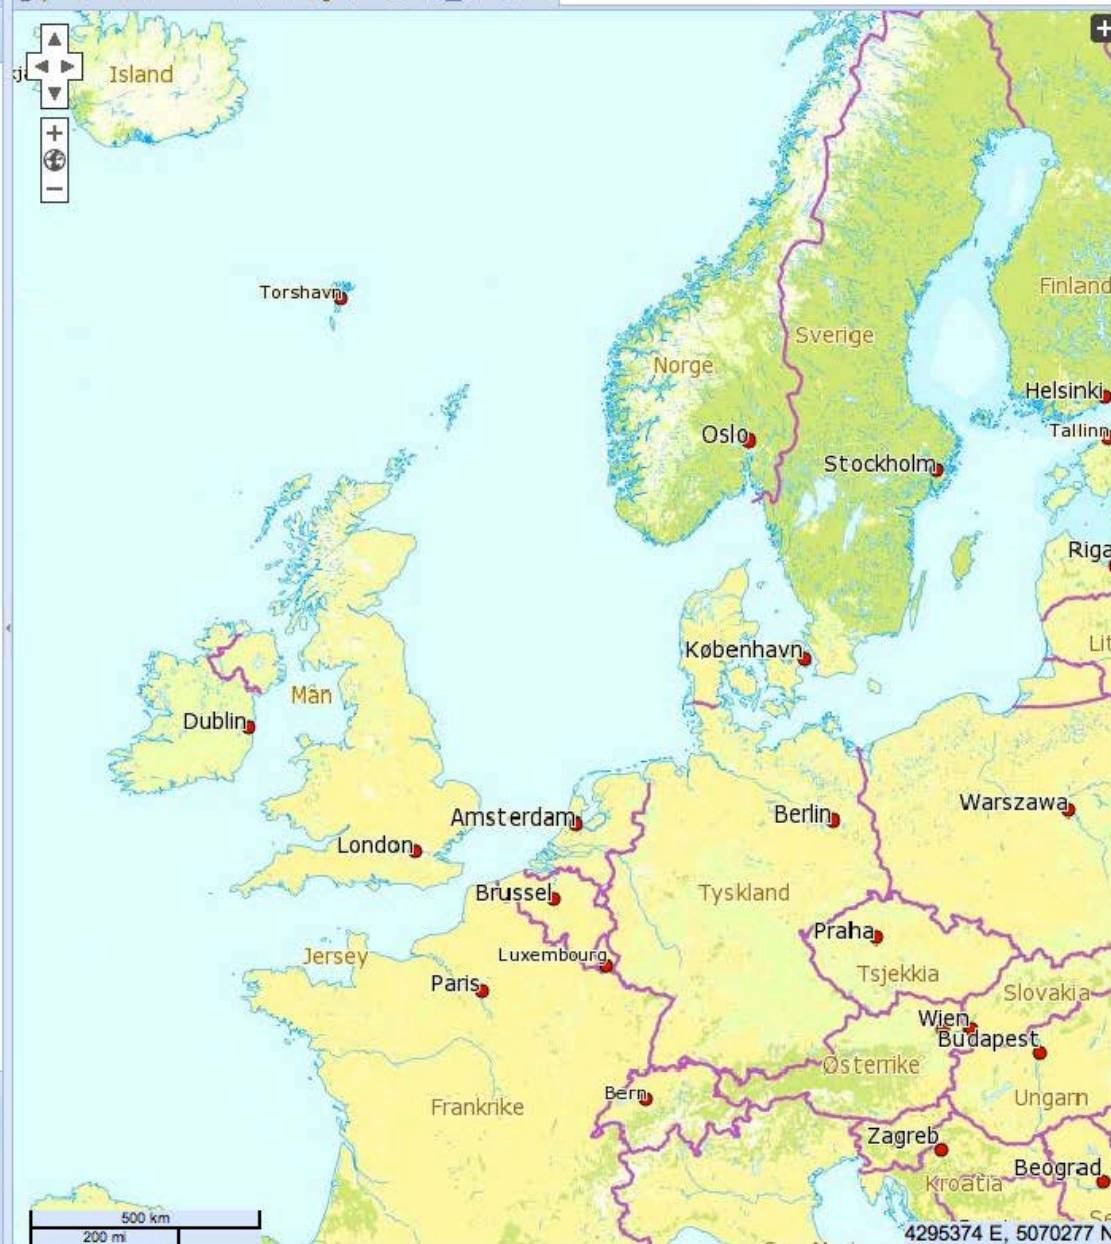 Island
+
+
−
Torshavn
Finland
Sverige
Norge
Helsinki
Oslo
Tallinn
Stockholm
Riga
København
Lit
Man
Dublin
Warszawa
Amsterdam
Berlin
London
Brussel
Tyskland
Praha
Jersey
Luxembourg
Tsjekkia
Paris
Slovakia
Wien
Budapest
Østerrike
Bern
Ungarn
Frankrike
Zagreb
Beograd
Kroatia
500 km
200 mi
4295374 E, 5070277 N